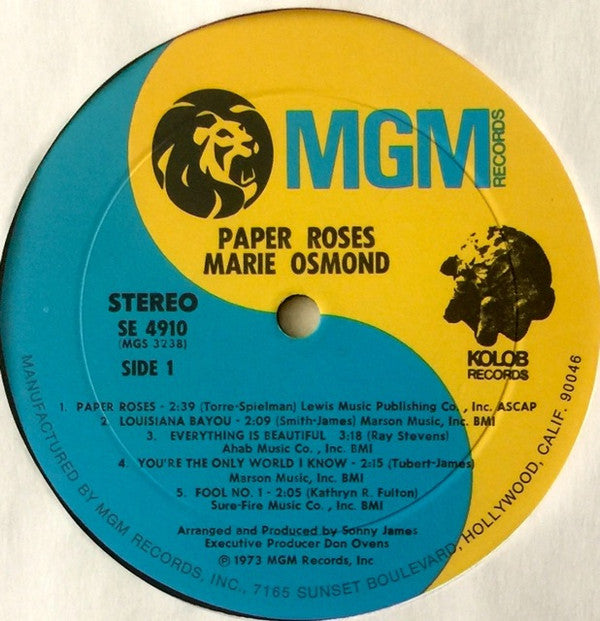 MGM
RECORDS
PAPER ROSES
MARIE OSMOND
STEREO
SE 4910
(MGS 3238)
SIDE 1
KOLOB
RECORDS
1. PAPER ROSES - 2:39 (Torre-Spielman) Lewis Music Publishing Co., Inc. ASCAP
2. LOUISIANA BAYOU - 2:09 (Smith-James) Marson Music, Inc. BMI
3. EVERYTHING IS BEAUTIFUL 3:18 (Ray Stevens)
Ahab Music Co., Inc. BMI
4. YOU'RE THE ONLY WORLD I KNOW - 2:15 (Tubert-James)
Marson Music, Inc. BMI
5. FOOL NO. 1 - 2:05 (Kathryn R. Fulton)
Sure-Fire Music Co., Inc. BMI
Arranged and Produced by Sonny James
Executive Producer Don Ovens
℗ 1973 MGM Records, Inc
MANUFACTURED BY MGM RECORDS, INC., 7165 SUNSET BOULEVARD, HOLLYWOOD, CALIF. 90046